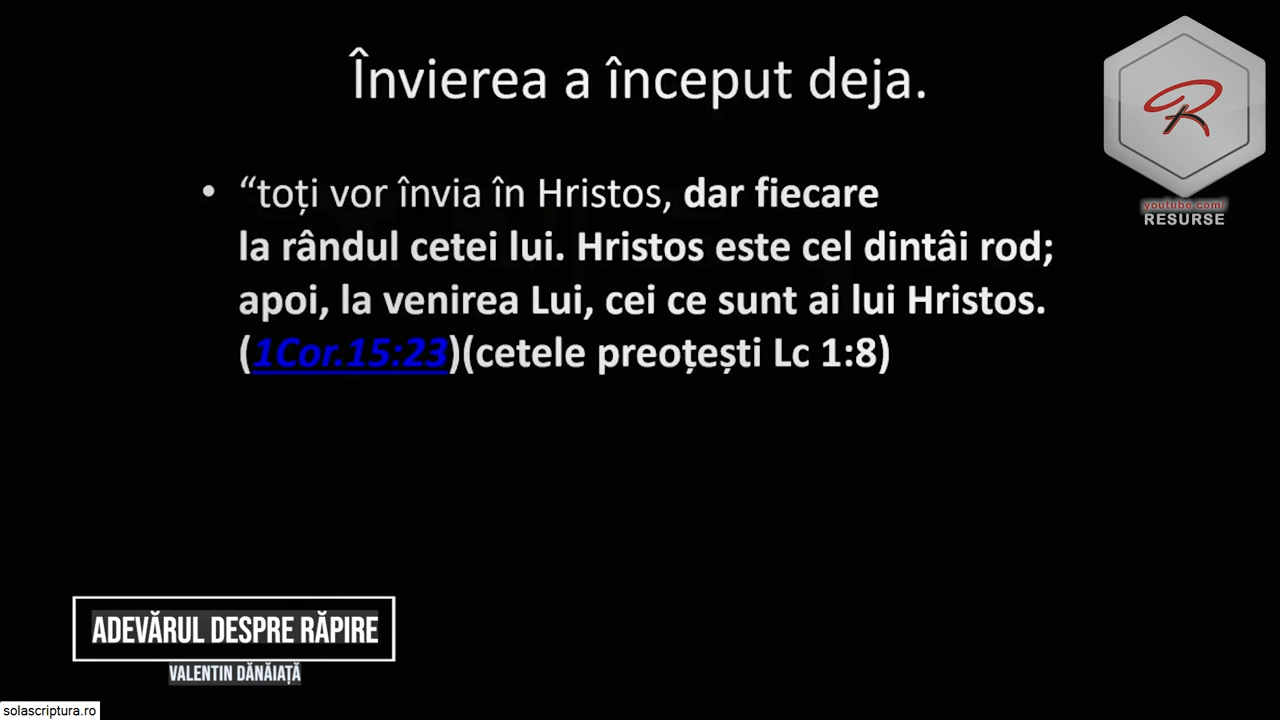 Învierea a început deja.
R
youtube.com/
RESURSE
• “toți vor învia în Hristos, dar fiecare
la rândul cetei lui. Hristos este cel dintâi rod;
apoi, la venirea Lui, cei ce sunt ai lui Hristos.
(1Cor.15:23)(cetele preoțești Lc 1:8)
ADEVĂRUL DESPRE RĂPIRE
VALENTIN DĂNĂIAȚĂ
solascriptura.ro